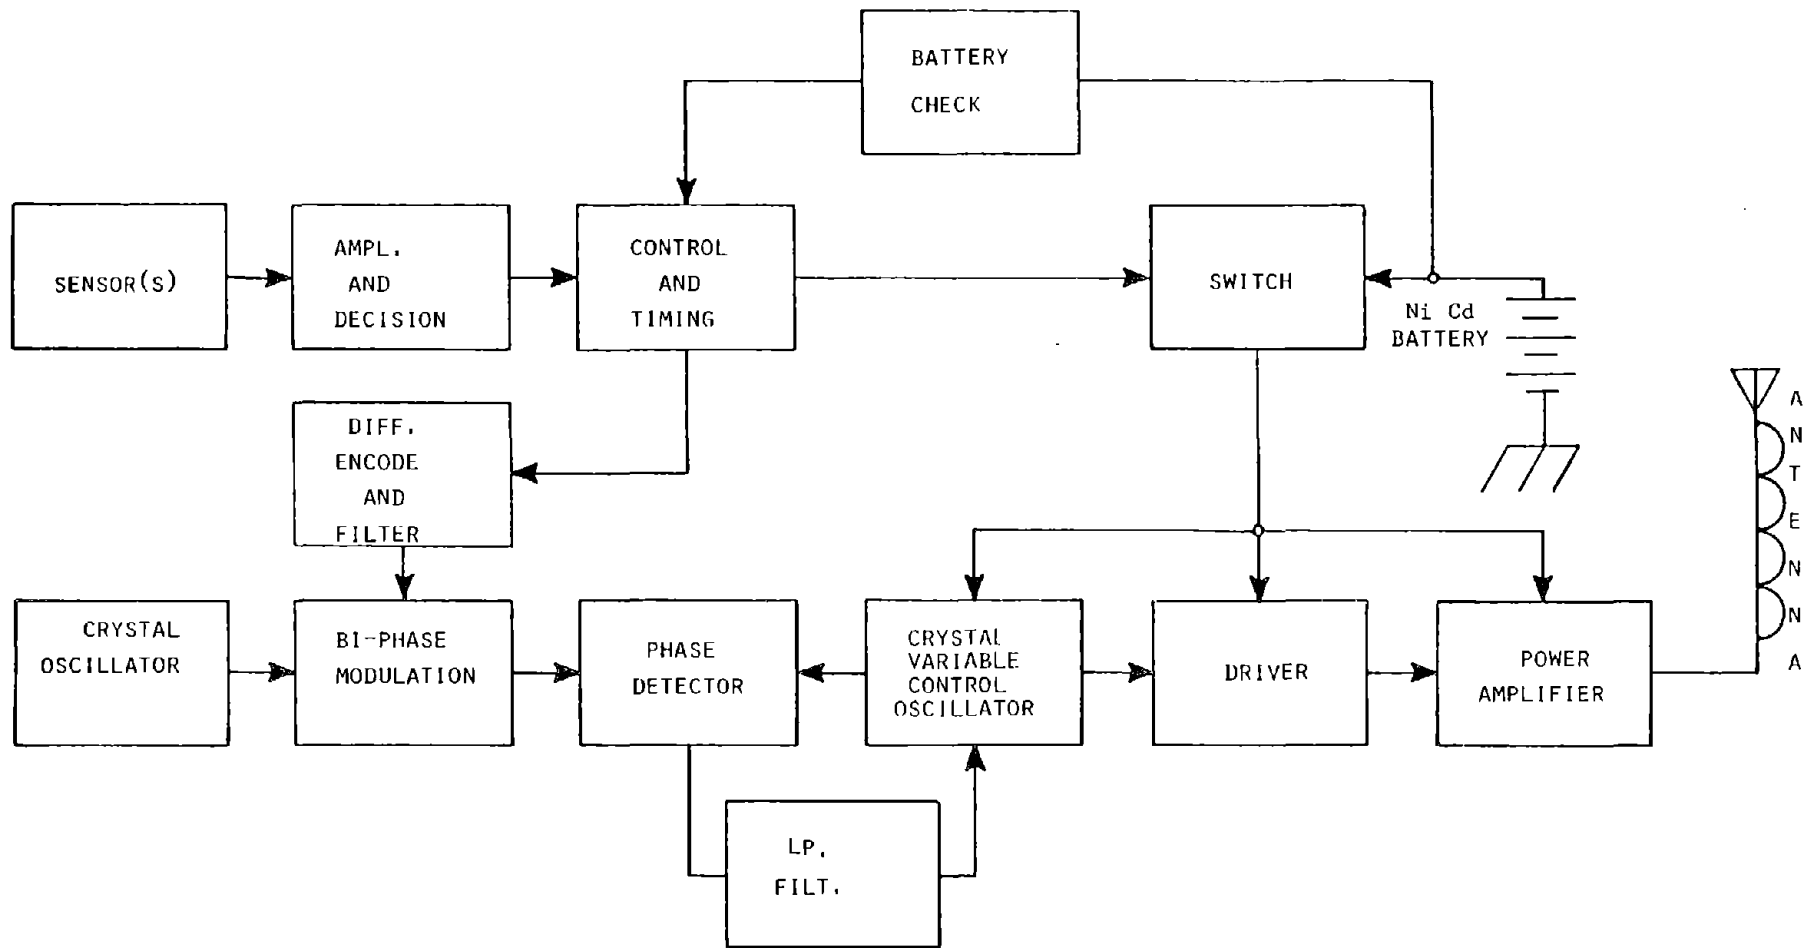 BATTERY
CHECK
SENSOR(S)
AMPL.
AND
DECISION
CONTROL
AND
TIMING
SWITCH
Ni Cd
BATTERY
DIFF.
ENCODE
AND
FILTER
CRYSTAL
OSCILLATOR
BI-PHASE
MODULATION
PHASE
DETECTOR
CRYSTAL
VARIABLE
CONTROL
OSCILLATOR
DRIVER
POWER
AMPLIFIER
ANTENNA
LP.
FILT.